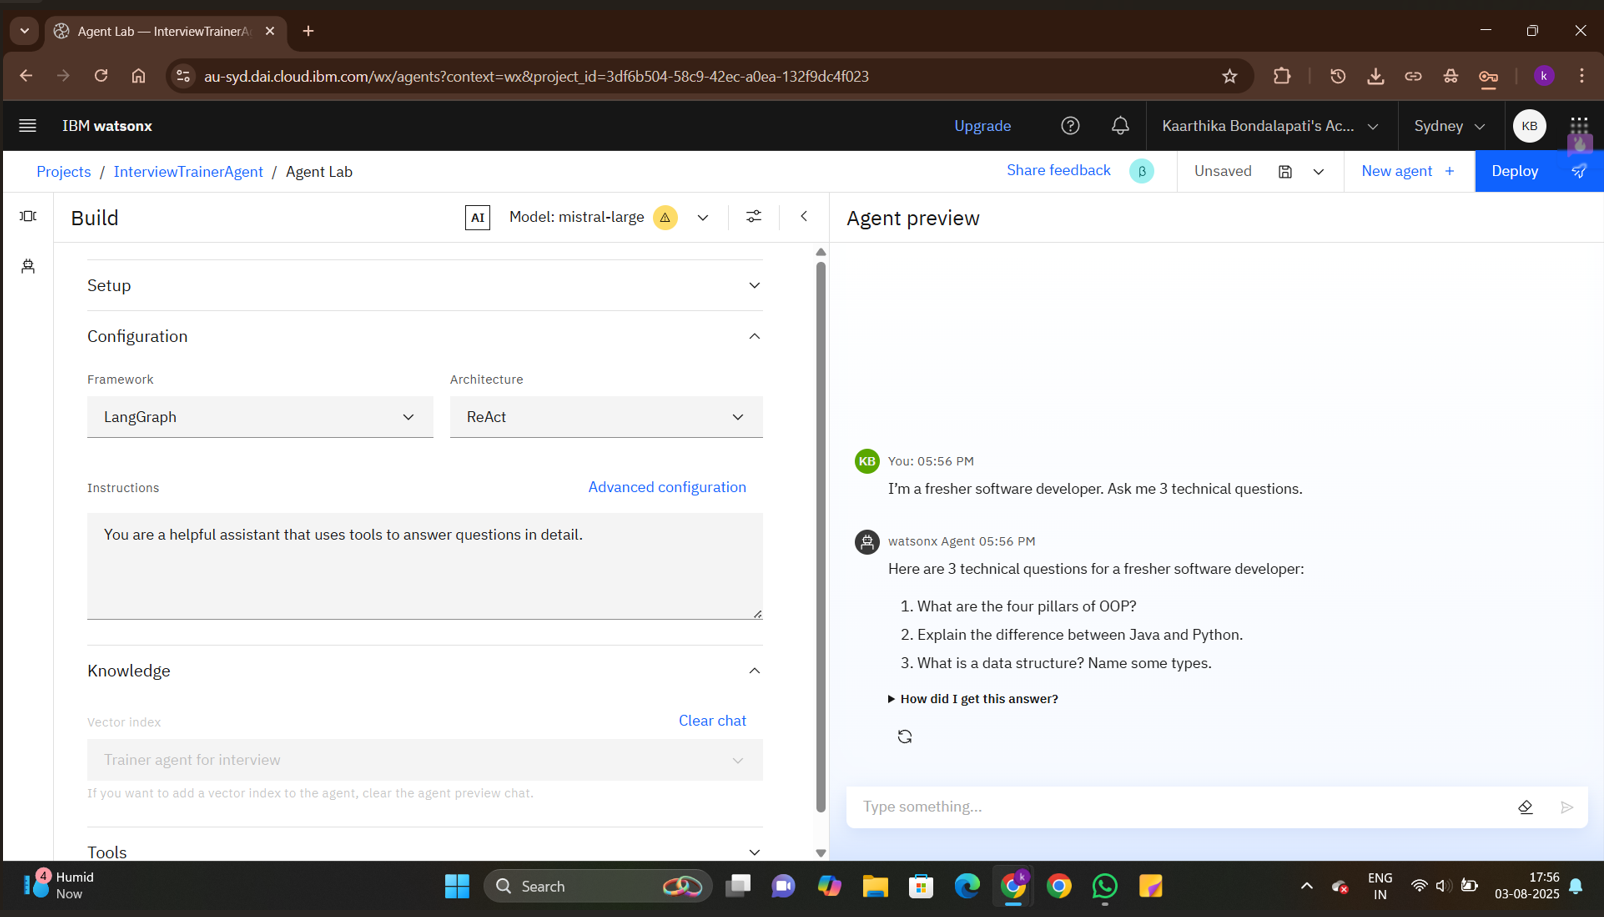 Agent Lab — InterviewTrainerA
au-syd.dai.cloud.ibm.com/wx/agents?context=wx&project_id=3df6b504-58c9-42ec-a0ea-132f9dc4f023
k
IBM watsonx
Upgrade
Kaarthika Bondalapati's Ac...
Sydney
KB
Projects / InterviewTrainerAgent / Agent Lab
Share feedback
β
Unsaved
New agent +
Deploy
Build
AI
Model: mistral-large
Agent preview
Setup
Configuration
Framework
Architecture
LangGraph
ReAct
Instructions
Advanced configuration
You are a helpful assistant that uses tools to answer questions in detail.
Knowledge
Vector index
Clear chat
Trainer agent for interview
If you want to add a vector index to the agent, clear the agent preview chat.
Tools
KB
You: 05:56 PM
I’m a fresher software developer. Ask me 3 technical questions.
watsonx Agent 05:56 PM
Here are 3 technical questions for a fresher software developer:
1. What are the four pillars of OOP?
2. Explain the difference between Java and Python.
3. What is a data structure? Name some types.
How did I get this answer?
Type something...
4
Humid
Now
Search
k
ENG
IN
17:56
03-08-2025